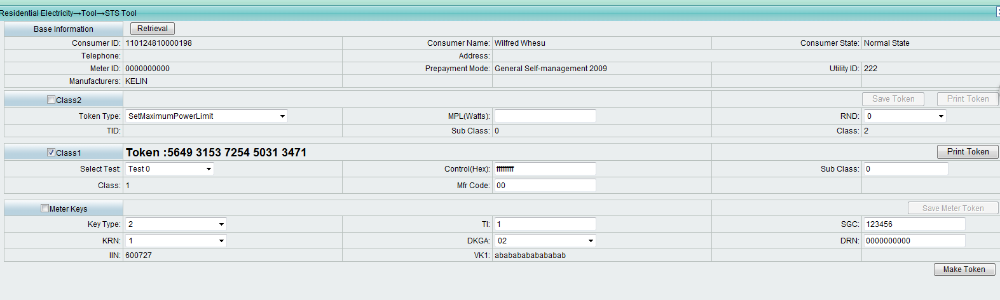 Residential Electricity→Tool→STS Tool
Base Information Retrieval
Consumer ID: 110124810000198 Consumer Name: Wilfred Whesu Consumer State: Normal State
Telephone: Address:
Meter ID: 0000000000 Prepayment Mode: General Self-management 2009 Utility ID: 222
Manufacturers: KELIN
Class2 Save Token Print Token
Token Type: SetMaximumPowerLimit MPL(Watts): RND: 0
TID: Sub Class: 0 Class: 2
Class1 Token :5649 3153 7254 5031 3471 Print Token
Select Test: Test 0 Control(Hex): fffffffff Sub Class: 0
Class: 1 Mfr Code: 00
Meter Keys Save Meter Token
Key Type: 2 TI: 1 SGC: 123456
KRN: 1 DKGA: 02 DRN: 0000000000
IIN: 600727 VK1: abababababababab
Make Token